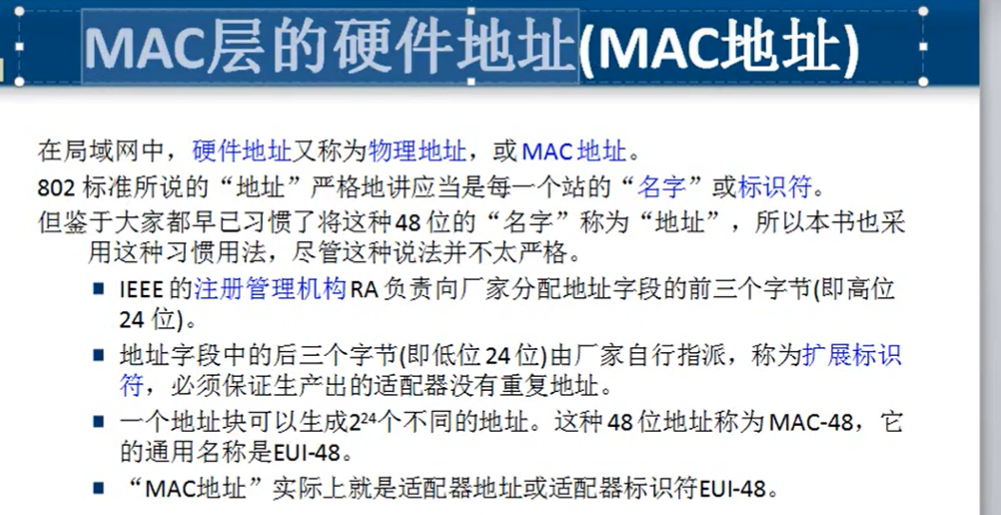 MAC层的硬件地址(MAC地址)
在局域网中，硬件地址又称为物理地址，或MAC 地址。
802 标准所说的“地址”严格地讲应当是每一个站的“名字”或标识符。
但鉴于大家都早已习惯了将这种 48 位的“名字”称为“地址”，所以本书也采
用这种习惯用法，尽管这种说法并不太严格。
■ IEEE 的注册管理机构RA 负责向厂家分配地址字段的前三个字节(即高位
24 位)。
■ 地址字段中的后三个字节(即低位 24 位)由厂家自行指派，称为扩展标识
符，必须保证生产出的适配器没有重复地址。
■ 一个地址块可以生成2²⁴个不同的地址。这种 48 位地址称为 MAC-48，它
的通用名称是EUI-48。
■ “MAC地址”实际上就是适配器地址或适配器标识符EUI-48。